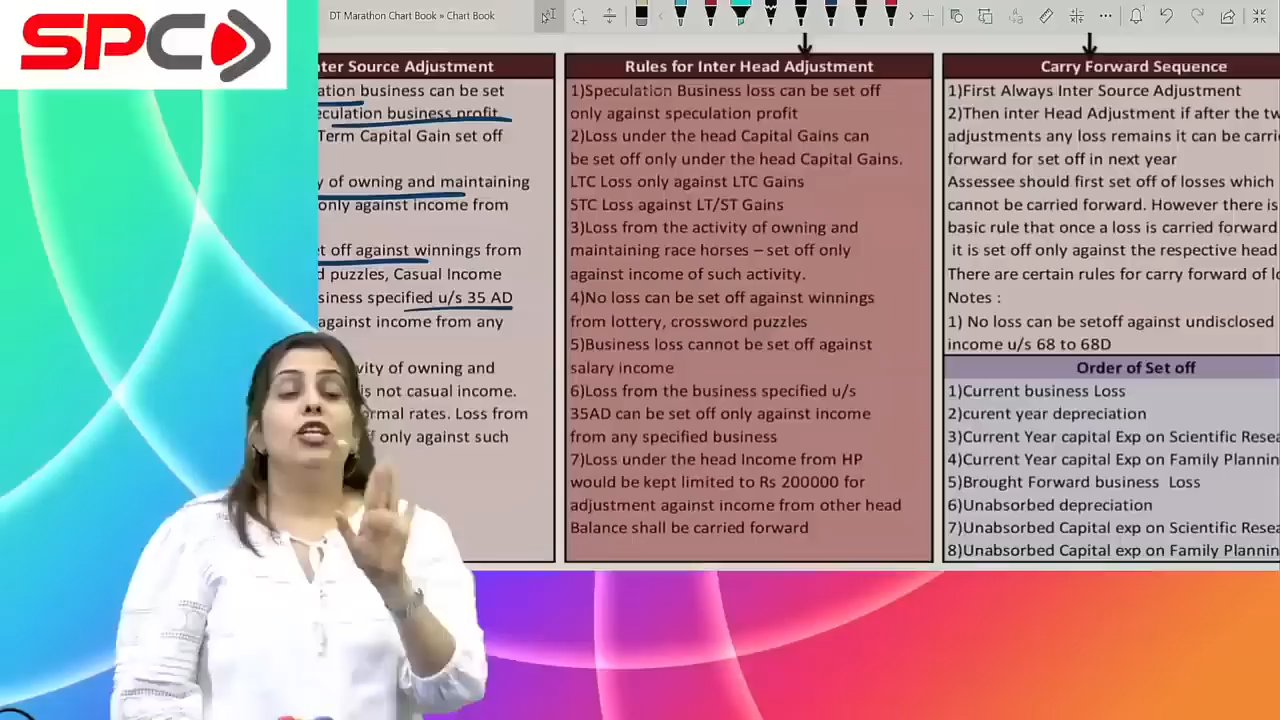 SPC
DT Marathon Chart Book » Chart Book
Inter Source Adjustment
business can be set
speculation business profit
Term Capital Gain set off
of owning and maintaining
only against income from
set off against winnings from
puzzles, Casual Income
business specified u/s 35 AD
against income from any
activity of owning and
is not casual income.
normal rates. Loss from
only against such
Rules for Inter Head Adjustment
1)Speculation Business loss can be set off
only against speculation profit
2)Loss under the head Capital Gains can
be set off only under the head Capital Gains.
LTC Loss only against LTC Gains
STC Loss against LT/ST Gains
3)Loss from the activity of owning and
maintaining race horses – set off only
against income of such activity.
4)No loss can be set off against winnings
from lottery, crossword puzzles
5)Business loss cannot be set off against
salary income
6)Loss from the business specified u/s
35AD can be set off only against income
from any specified business
7)Loss under the head Income from HP
would be kept limited to Rs 200000 for
adjustment against income from other head
Balance shall be carried forward
Carry Forward Sequence
1)First Always Inter Source Adjustment
2)Then inter Head Adjustment if after the
adjustments any loss remains it can be
forward for set off in next year
Assessee should first set off of losses which
cannot be carried forward. However there is
basic rule that once a loss is carried forward
it is set off only against the respective head
There are certain rules for carry forward of
Notes :
1) No loss can be setoff against undisclosed
income u/s 68 to 68D
Order of Set off
1)Current business Loss
2)curent year depreciation
3)Current Year capital Exp on Scientific
4)Current Year capital Exp on Family
5)Brought Forward business Loss
6)Unabsorbed depreciation
7)Unabsorbed Capital exp on Scientific
8)Unabsorbed Capital exp on Family